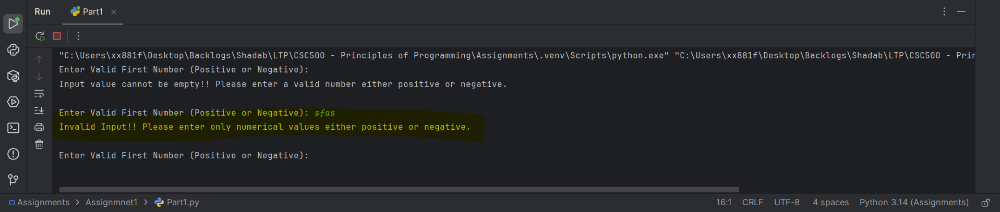 Run Part1
"C:\Users\xx881f\Desktop\Backlogs\Shadab\LTP\CSC500 - Principles of Programming\Assignments\.venv\Scripts\python.exe" "C:\Users\xx881f\Desktop\Backlogs\Shadab\LTP\CSC500 - Prin
Enter Valid First Number (Positive or Negative):
Input value cannot be empty!! Please enter a valid number either positive or negative.
Enter Valid First Number (Positive or Negative): sfas
Invalid Input!! Please enter only numerical values either positive or negative.
Enter Valid First Number (Positive or Negative):
Assignments > Assignmnet1 > Part1.py 16:1 CRLF UTF-8 4 spaces Python 3.14 (Assignments)